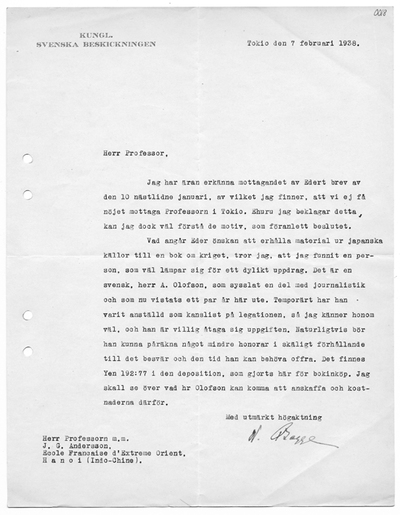 008
KUNGL.
SVENSKA BESKICKNINGEN
Tokio den 7 februari 1938.
Herr Professor,
Jag har äran erkänna mottagandet av Edert brev av
den 10 nästlidne januari, av vilket jag finner, att vi ej få
nöjet mottaga Professorn i Tokio. Ehuru jag beklagar detta,
kan jag dock väl förstå de motiv, som föranlett beslutet.
Vad angår Eder önskan att erhålla material ur japanska
källor till en bok om kriget, tror jag, att jag funnit en per-
son, som väl lämpar sig för ett dylikt uppdrag. Det är en
svensk, herr A. Olofson, som sysslat en del med journalistik
och som nu vistats ett par år här ute. Temporärt har han
varit anställd som kanslist på legationen, så jag känner honom
väl, och han är villig åtaga sig uppgiften. Naturligtvis bör
han kunna påräkna något mindre honorar i skäligt förhållande
till det besvär och den tid han kan behöva offra. Det finnes
Yen 192:77 i den deposition, som gjorts här för bokinköp. Jag
skall se över vad hr Olofson kan komma att anskaffa och kost-
naderna därför.
Med utmärkt högaktning
W. Bagge
Herr Professorn m.m.
J. G. Andersson,
Ecole Francaise d'Extreme Orient,
H a n o i (Indo-Chine).